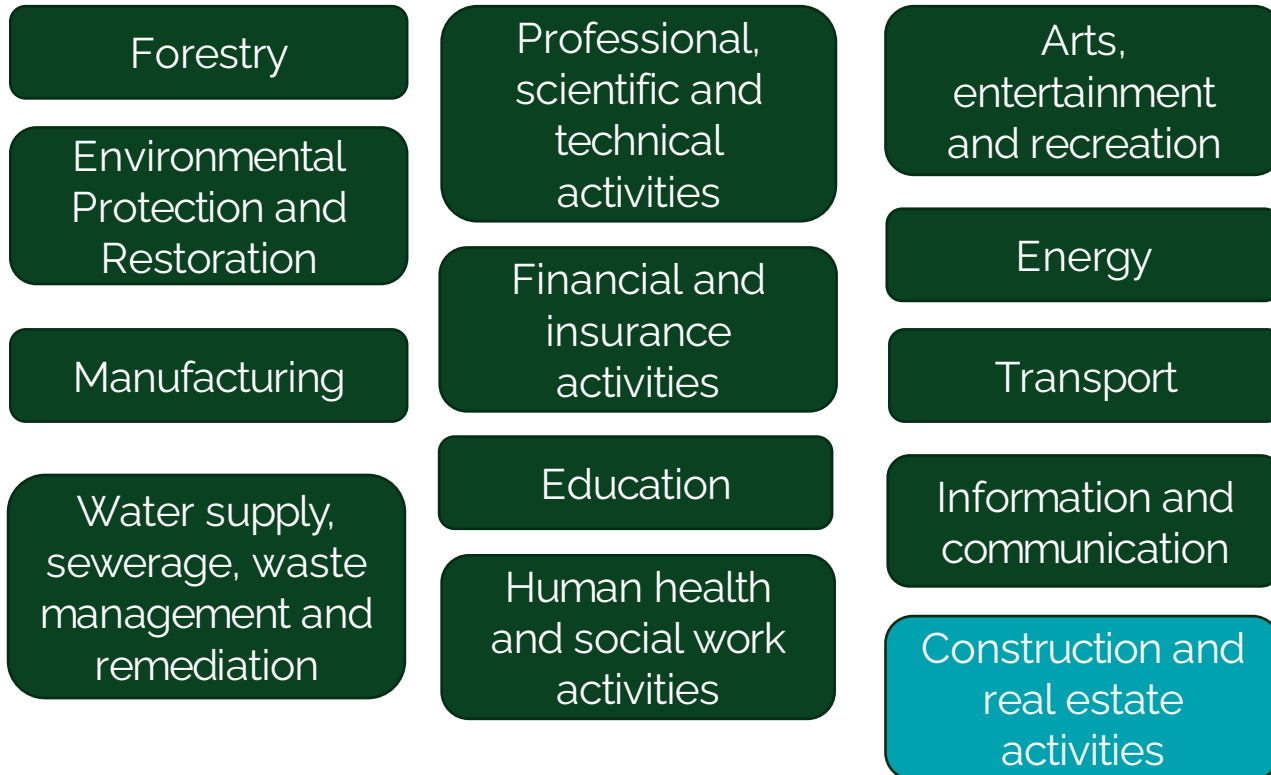 Forestry
Environmental
Protection and
Restoration
Manufacturing
Water supply,
sewerage, waste
management and
remediation
Professional,
scientific and
technical
activities
Financial and
insurance
activities
Education
Human health
and social work
activities
Arts,
entertainment
and recreation
Energy
Transport
Information and
communication
Construction and
real estate
activities